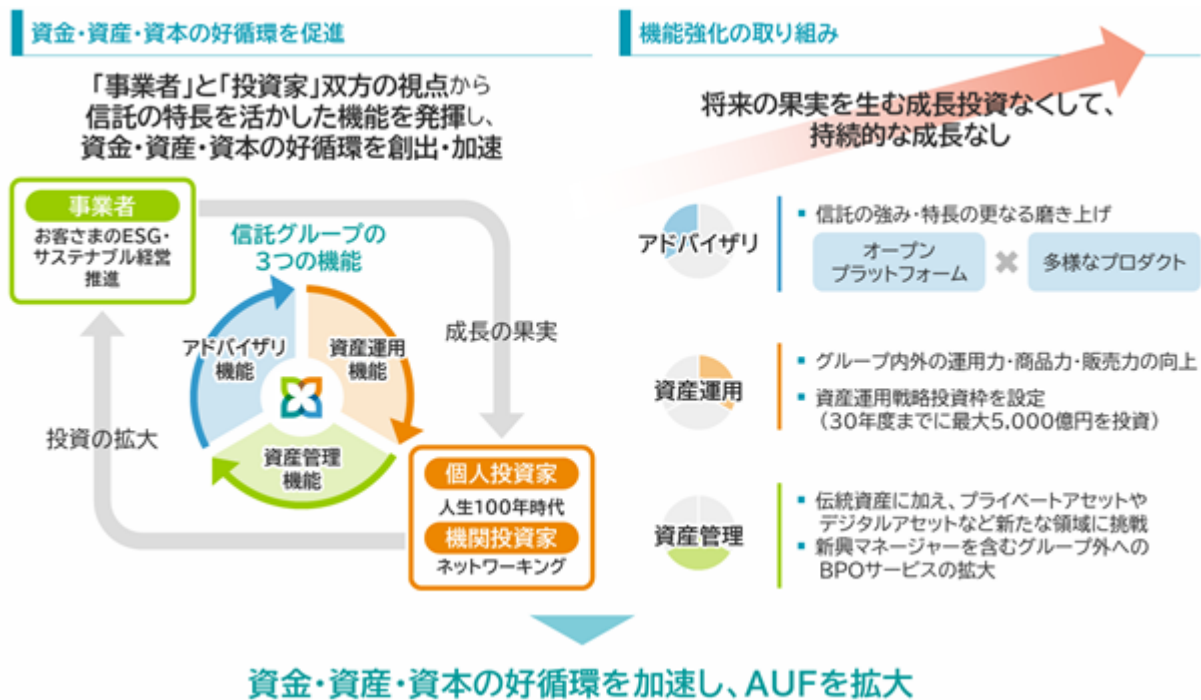 資金・資産・資本の好循環を促進
「事業者」と「投資家」双方の視点から
信託の特長を活かした機能を発揮し、
資金・資産・資本の好循環を創出・加速
事業者
お客さまのESG・
サステナブル経営
推進
信託グループの
3つの機能
アドバイザリ
機能
資産運用
機能
資産管理
機能
成長の果実
投資の拡大
個人投資家
人生100年時代
機関投資家
ネットワーキング
機能強化の取り組み
将来の果実を生む成長投資なくして、
持続的な成長なし
アドバイザリ
▪ 信託の強み・特長の更なる磨き上げ
オープン
プラットフォーム
×
多様なプロダクト
資産運用
▪ グループ内外の運用力・商品力・販売力の向上
▪ 資産運用戦略投資枠を設定
（30年度までに最大5,000億円を投資）
資産管理
▪ 伝統資産に加え、プライベートアセットや
デジタルアセットなど新たな領域に挑戦
▪ 新興マネージャーを含むグループ外への
BPOサービスの拡大
資金・資産・資本の好循環を加速し、AUFを拡大